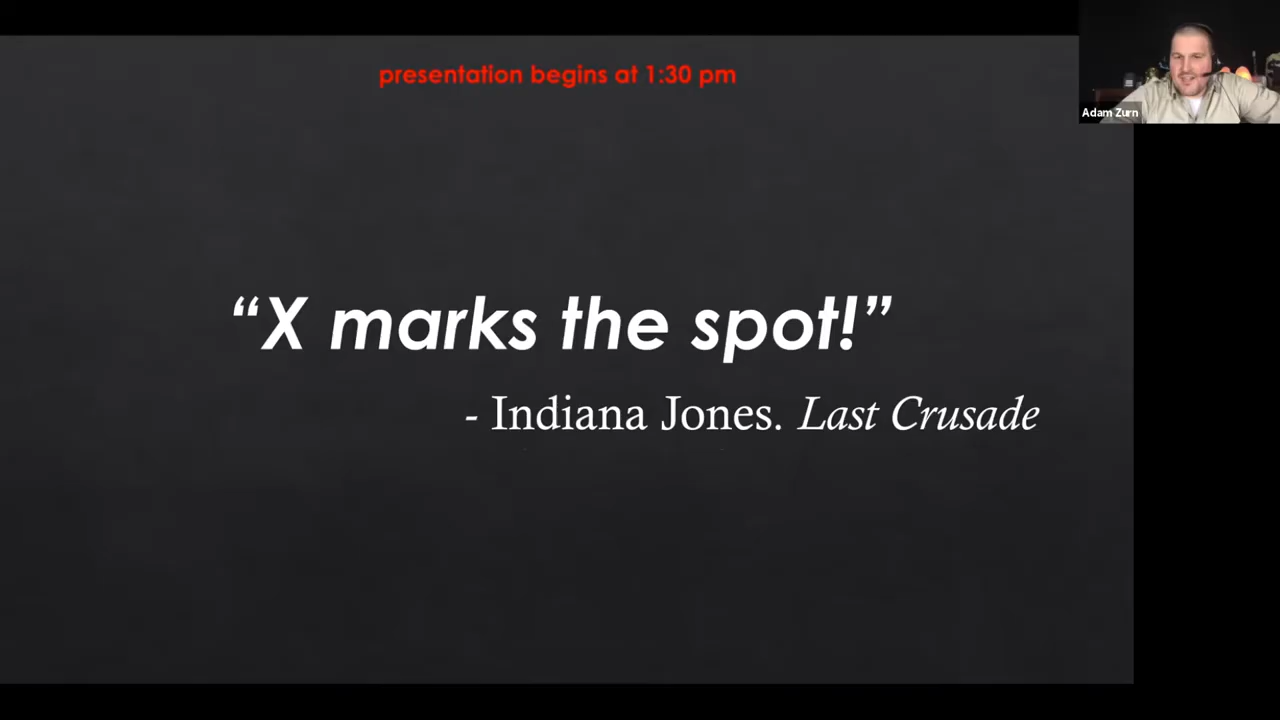 presentation begins at 1:30 pm
Adam Zurn
“X marks the spot!”
- Indiana Jones. Last Crusade